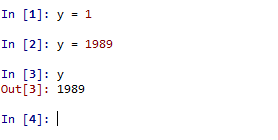 In [1]: y = 1
In [2]: y = 1989
In [3]: y
Out[3]: 1989
In [4]: